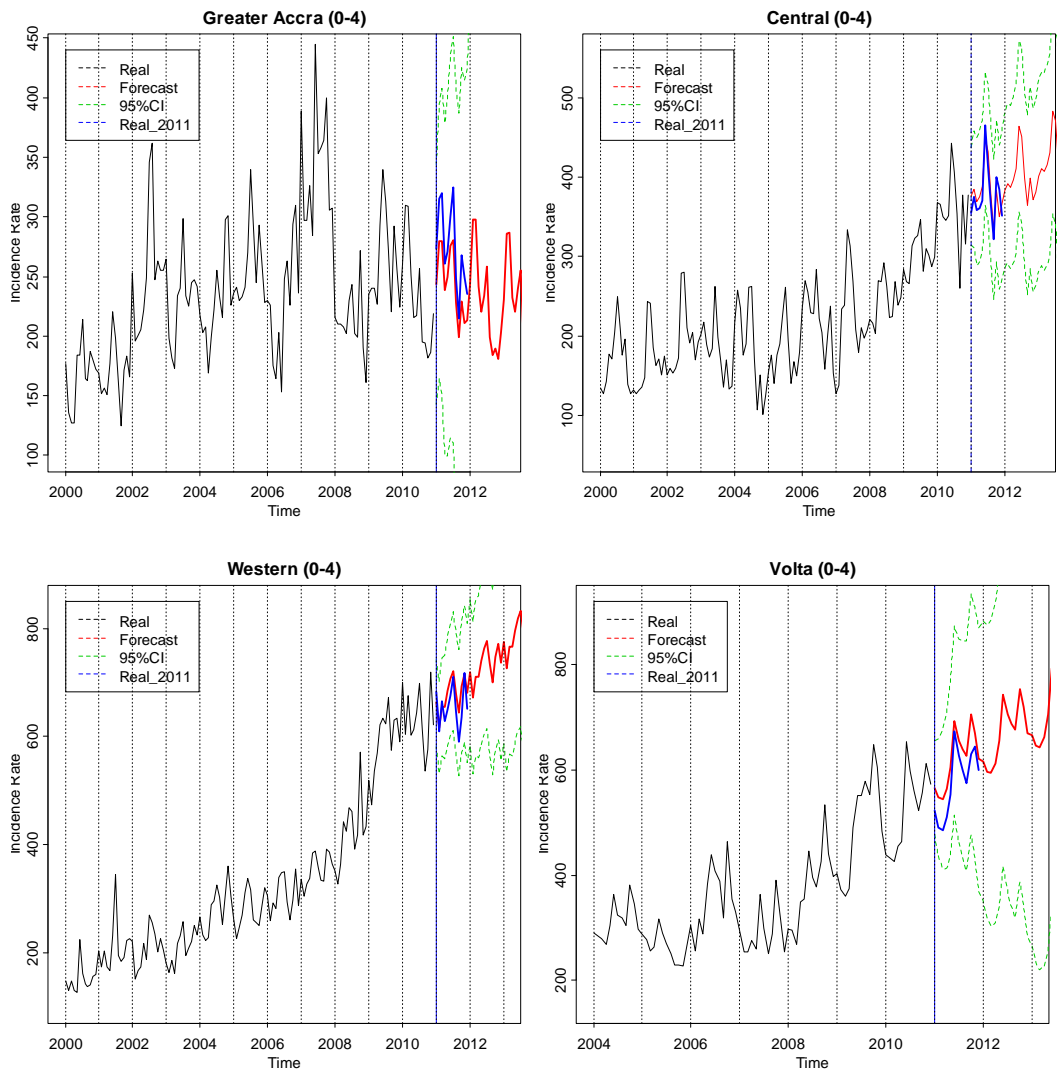 Greater Accra (0-4)
Incidence Rate
450
400
350
300
250
200
150
100
Real
Forecast
95%CI
Real_2011
2000 2002 2004 2006 2008 2010 2012
Time
Central (0-4)
Incidence Rate
500
400
300
200
100
Real
Forecast
95%CI
Real_2011
2000 2002 2004 2006 2008 2010 2012
Time
Western (0-4)
Incidence Rate
800
600
400
200
Real
Forecast
95%CI
Real_2011
2000 2002 2004 2006 2008 2010 2012
Time
Volta (0-4)
Incidence Rate
800
600
400
200
Real
Forecast
95%CI
Real_2011
2004 2006 2008 2010 2012
Time